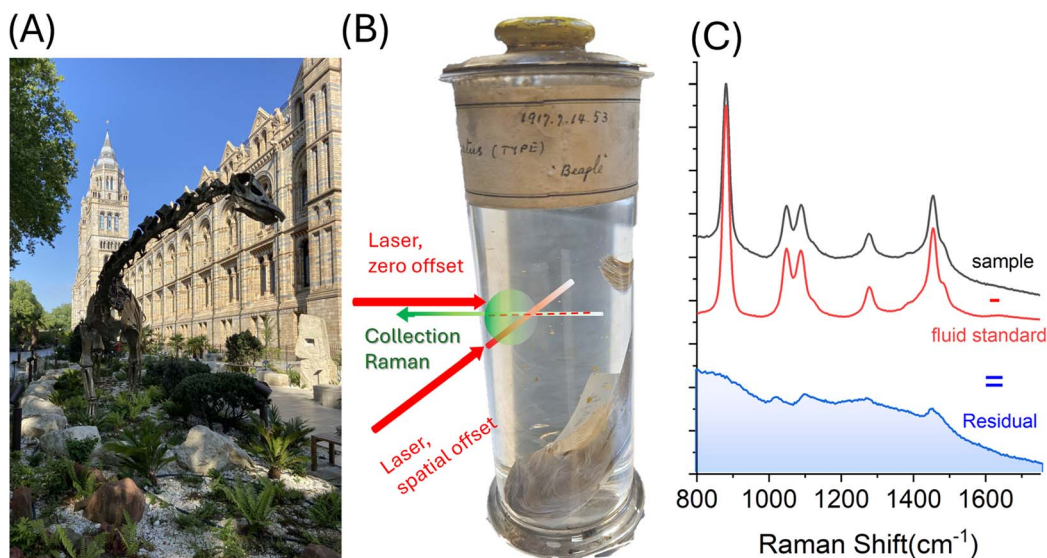 (A)
(B)
(C)
1917.7.14.53
(TYPE)
'Beagle'
Laser,
zero offset
Collection
Raman
Laser,
spatial offset
sample
-
fluid standard
=
Residual
800 1000 1200 1400 1600
Raman Shift(cm⁻¹)